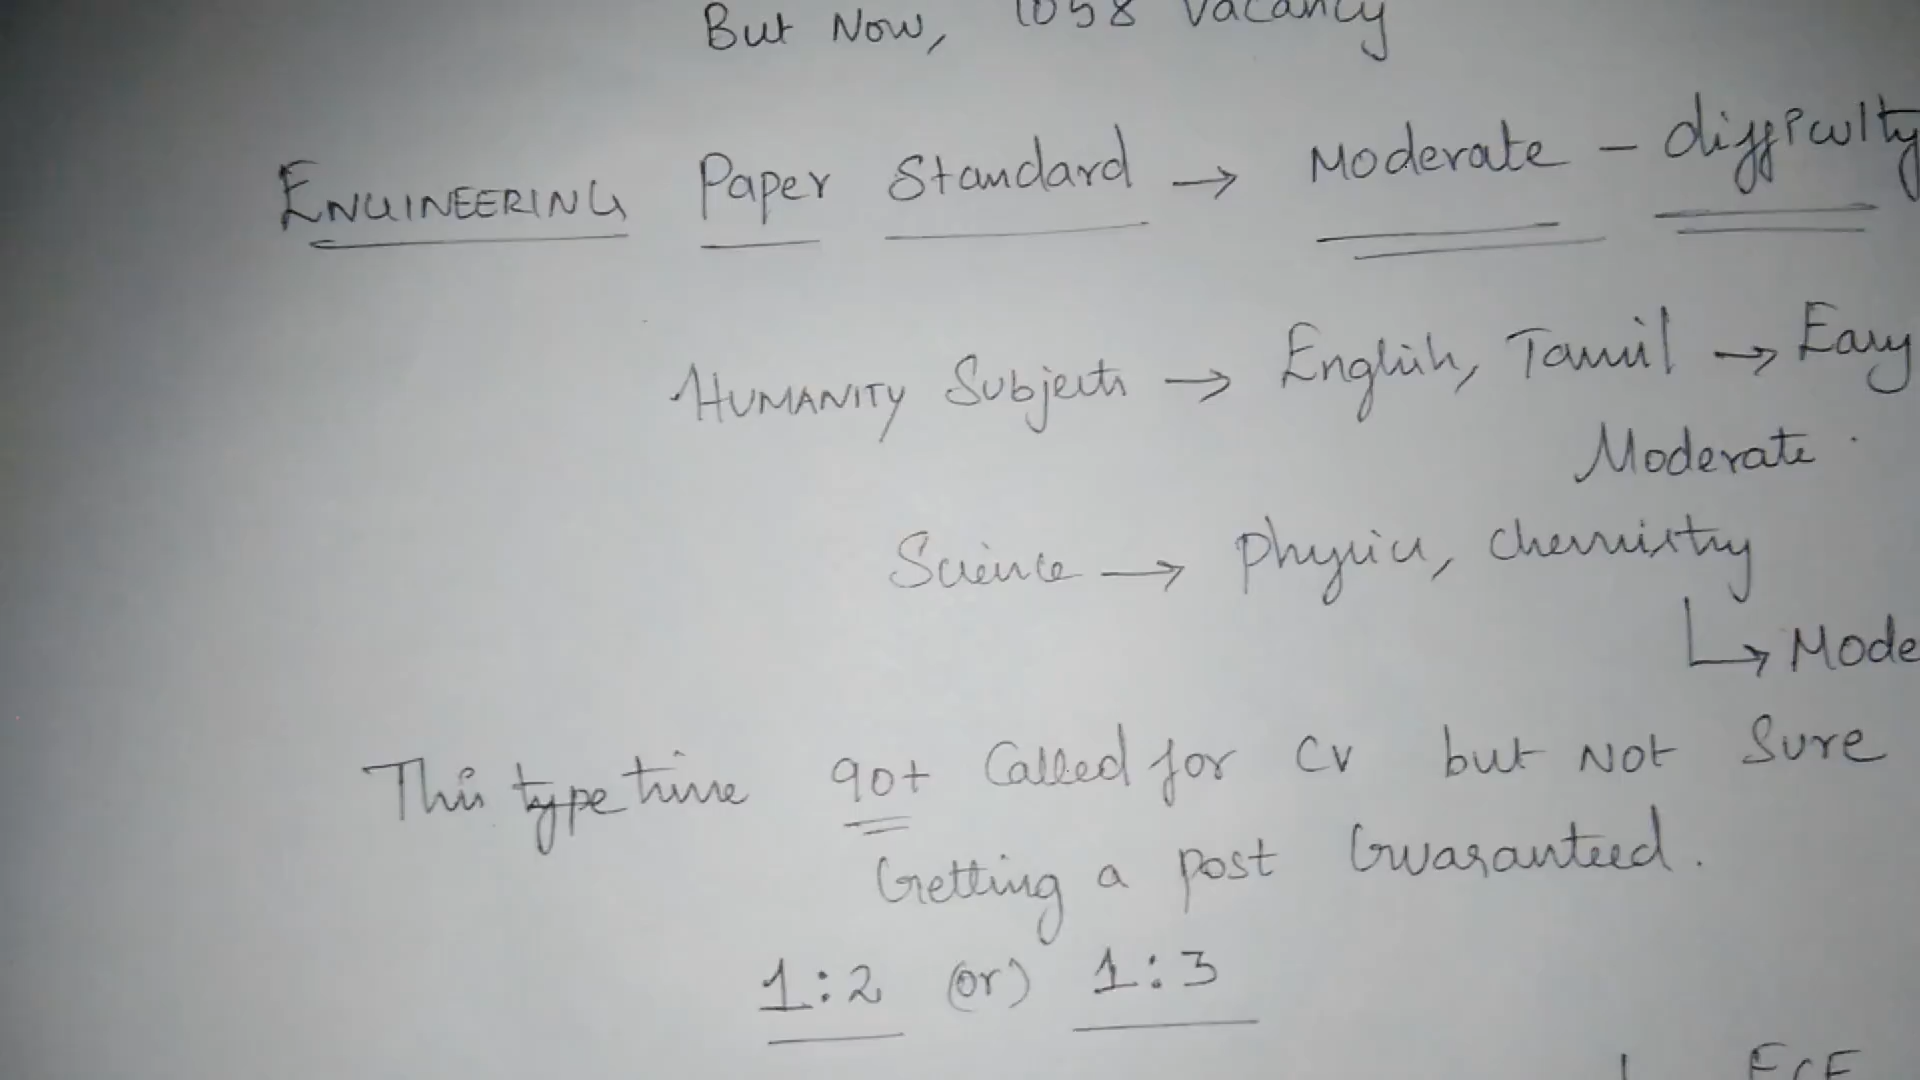 But Now, 1058 Vacancy
ENGINEERING Paper Standard → Moderate - difficulty
HUMANITY Subjects → English, Tamil → Easy
Moderate.
Science → physics, chemistry
↳ Mode
This type time 90+ Called for CV but Not Sure
Getting a post Guaranteed.
1:2 (or) 1:3
ECE